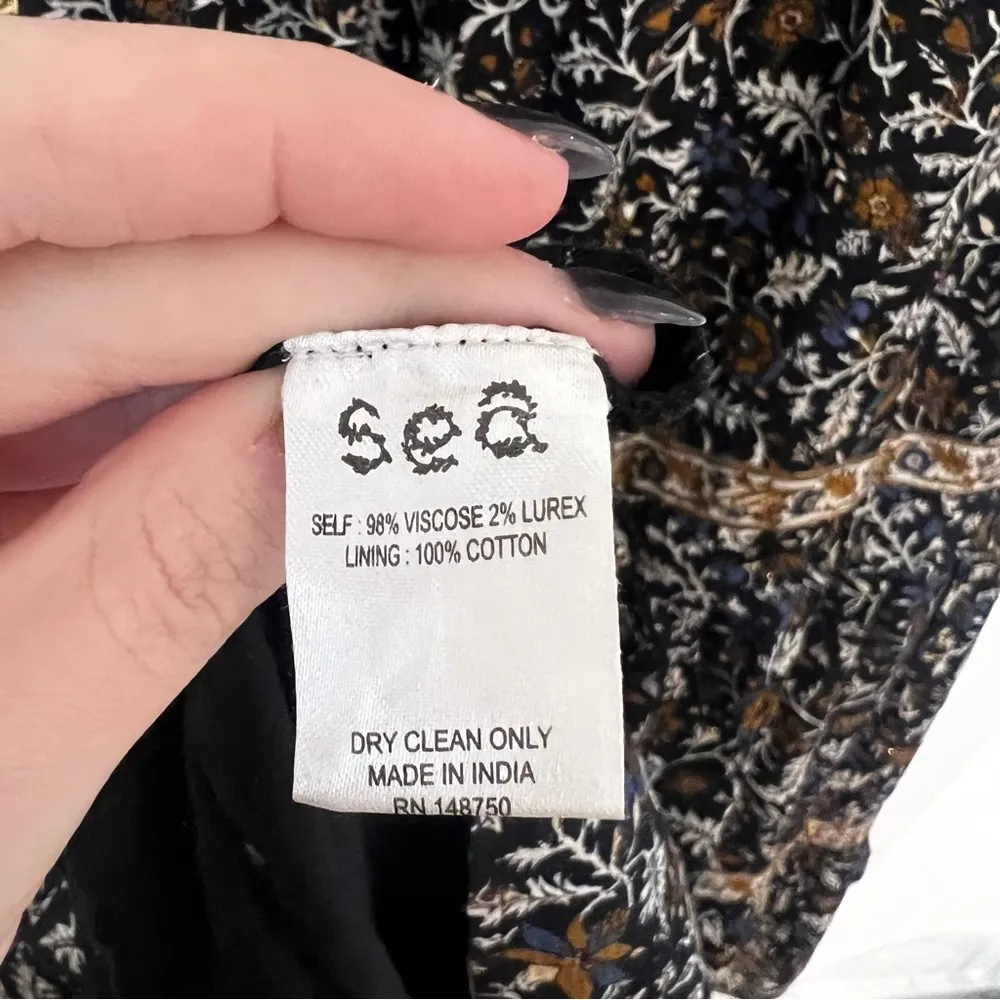 sea
SELF : 98% VISCOSE 2% LUREX
LINING : 100% COTTON
DRY CLEAN ONLY
MADE IN INDIA
RN 148750